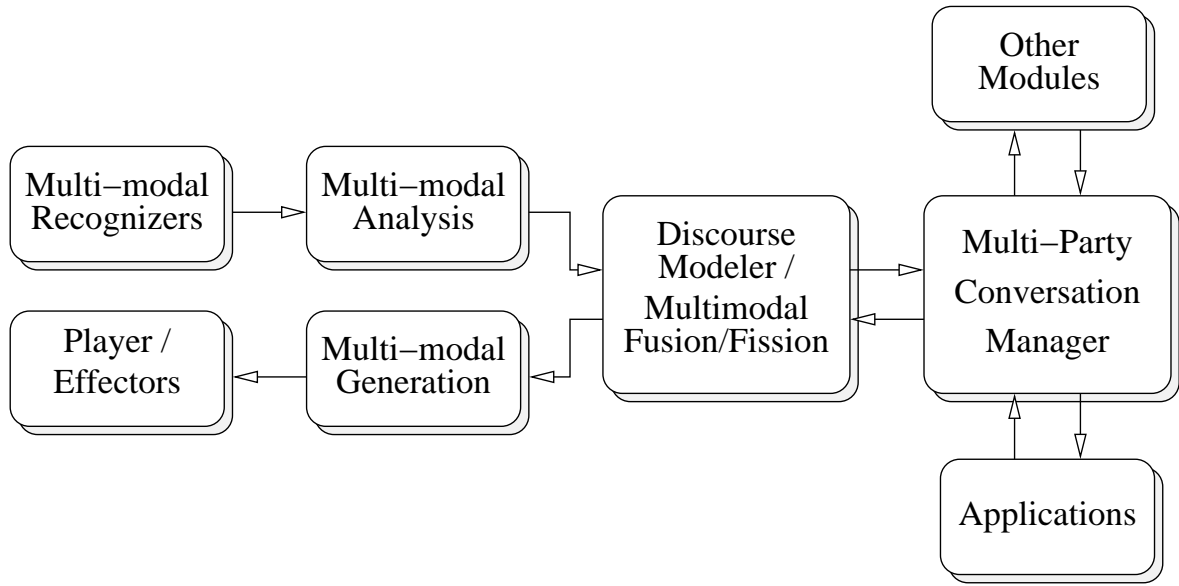 Other
Modules
Multi−modal
Recognizers
Multi−modal
Analysis
Discourse
Modeler /
Multimodal
Fusion/Fission
Multi−Party
Conversation
Manager
Player /
Effectors
Multi−modal
Generation
Applications